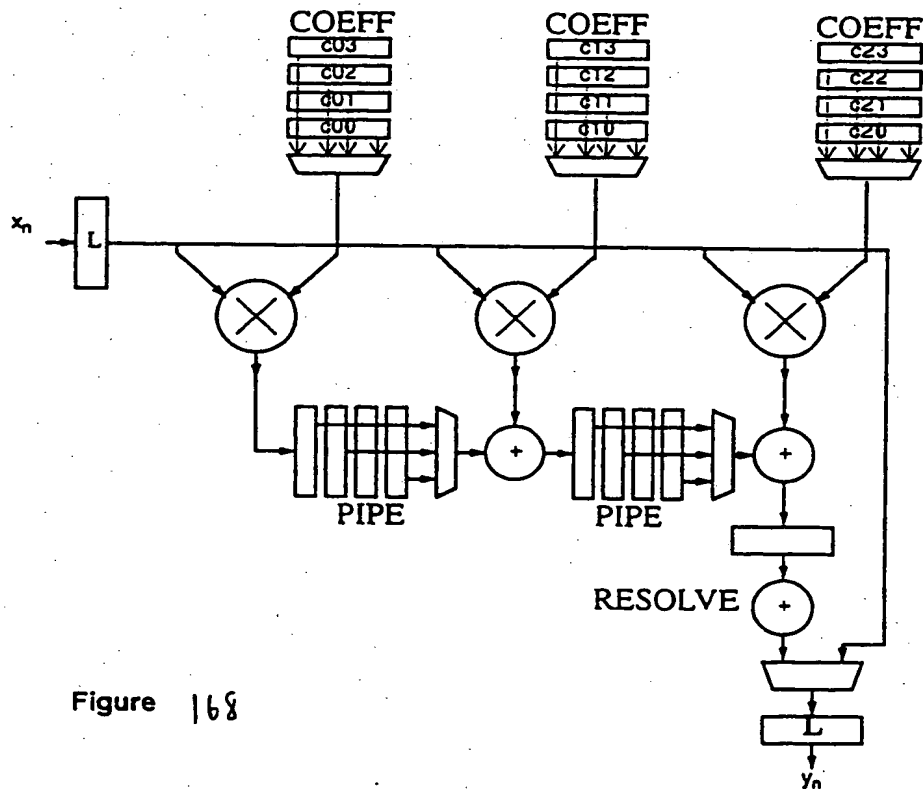 COEFF COEFF COEFF
c03 c13 c23
c02 c12 c22
c01 c11 c21
c00 c10 c20
xn L
+ +
PIPE PIPE
RESOLVE +
Figure 168
L
yn